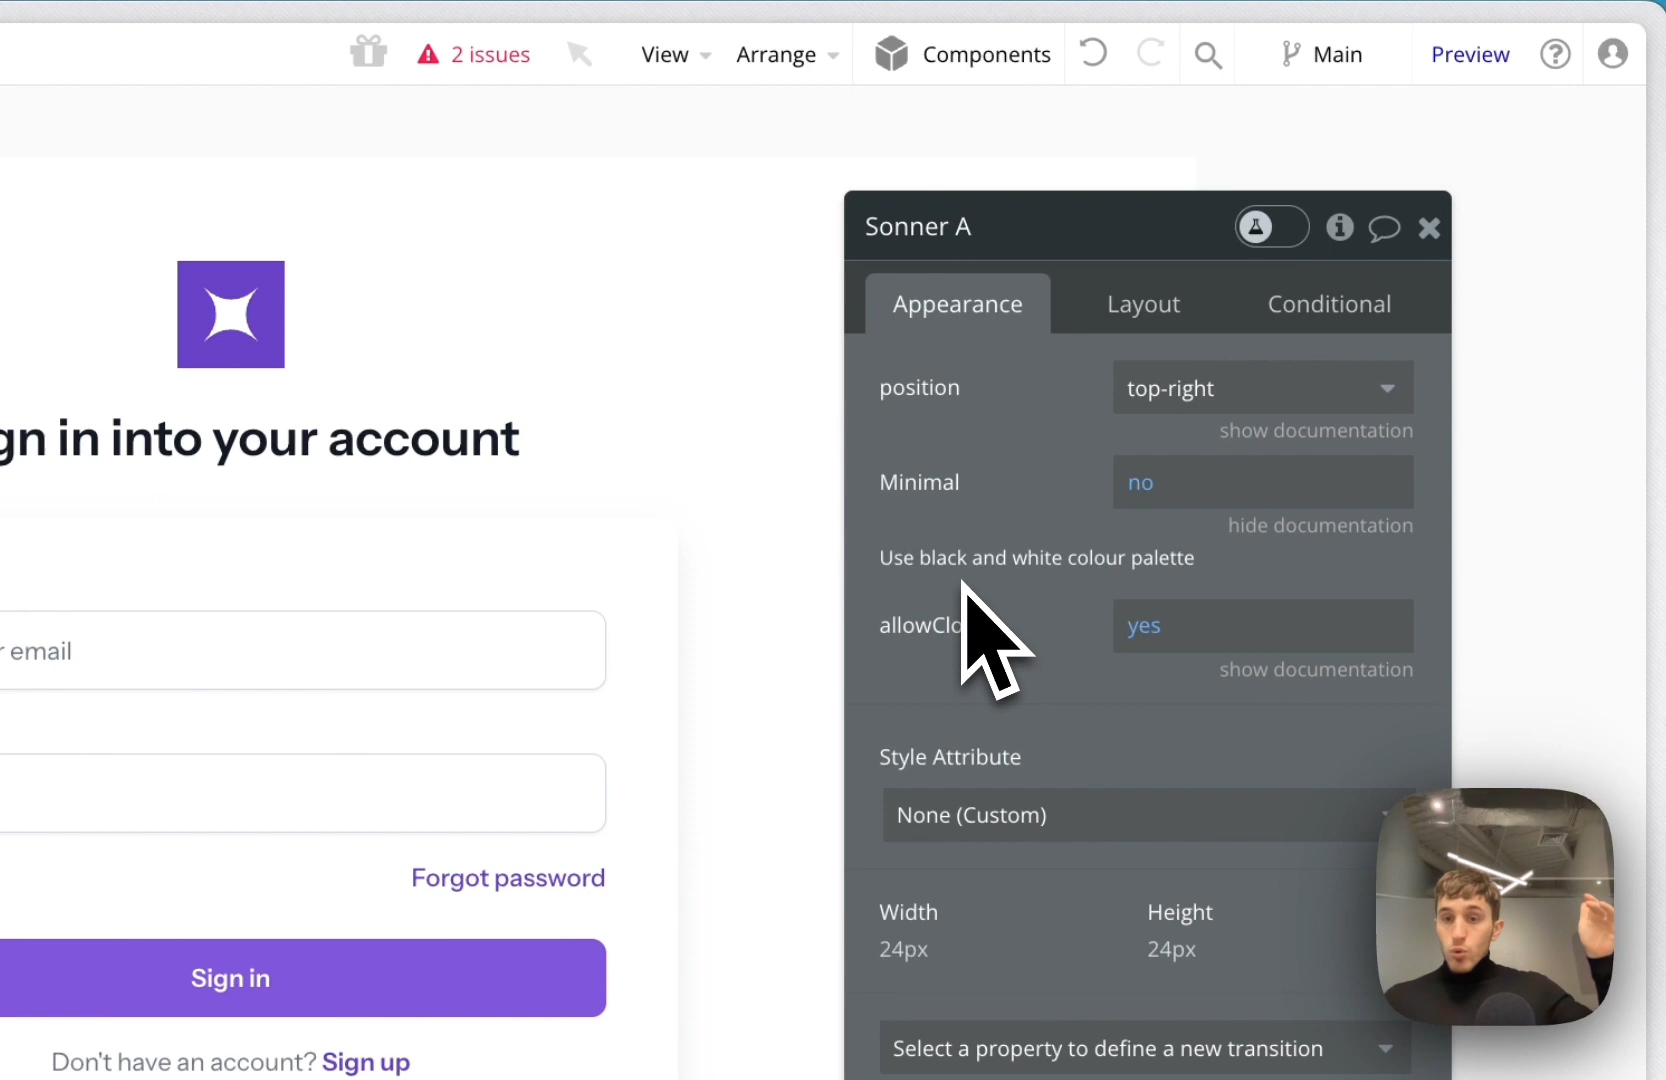 2 issues
View
Arrange
Components
Main
Preview
Sonner A
Appearance
Layout
Conditional
position
top-right
show documentation
Minimal
no
hide documentation
Use black and white colour palette
allowClo
yes
show documentation
Style Attribute
None (Custom)
Width
Height
24px
24px
Select a property to define a new transition
gn in into your account
r email
Forgot password
Sign in
Don't have an account? Sign up